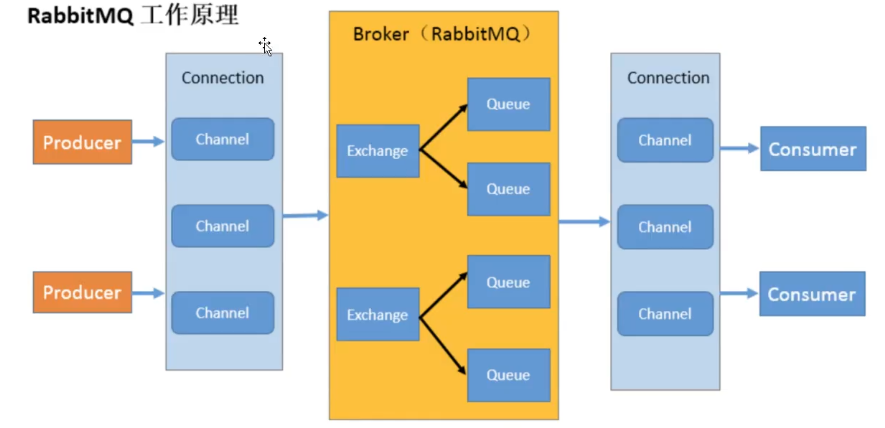 RabbitMQ 工作原理
Broker（RabbitMQ）
Connection
Connection
Queue
Channel
Channel
Producer
Exchange
Consumer
Queue
Channel
Channel
Queue
Producer
Consumer
Channel
Exchange
Channel
Queue